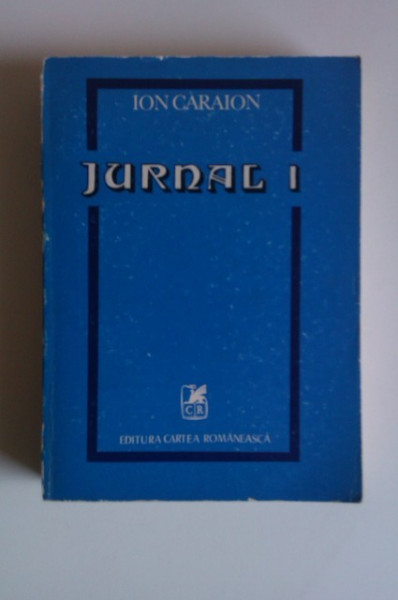 ION CARAION
JURNAL I
CR
EDITURA CARTEA ROMÂNEASCĂ